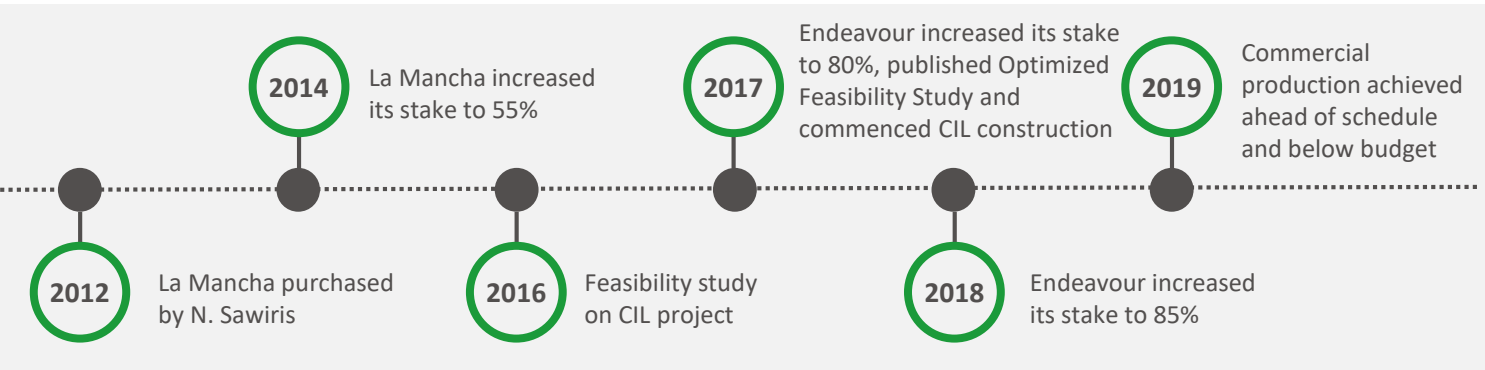 2012
La Mancha purchased
by N. Sawiris
2014
La Mancha increased
its stake to 55%
2016
Feasibility study
on CIL project
2017
Endeavour increased its stake
to 80%, published Optimized
Feasibility Study and
commenced CIL construction
2018
Endeavour increased
its stake to 85%
2019
Commercial
production achieved
ahead of schedule
and below budget